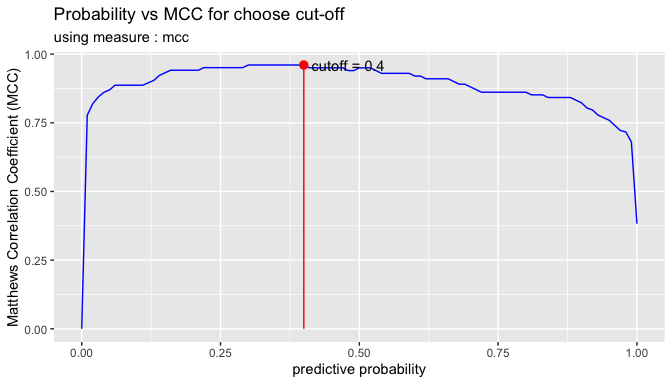 Probability vs MCC for choose cut-off
using measure : mcc
Matthews Correlation Coefficient (MCC)
1.00
0.75
0.50
0.25
0.00
cutoff = 0.4
0.00 0.25 0.50 0.75 1.00
predictive probability